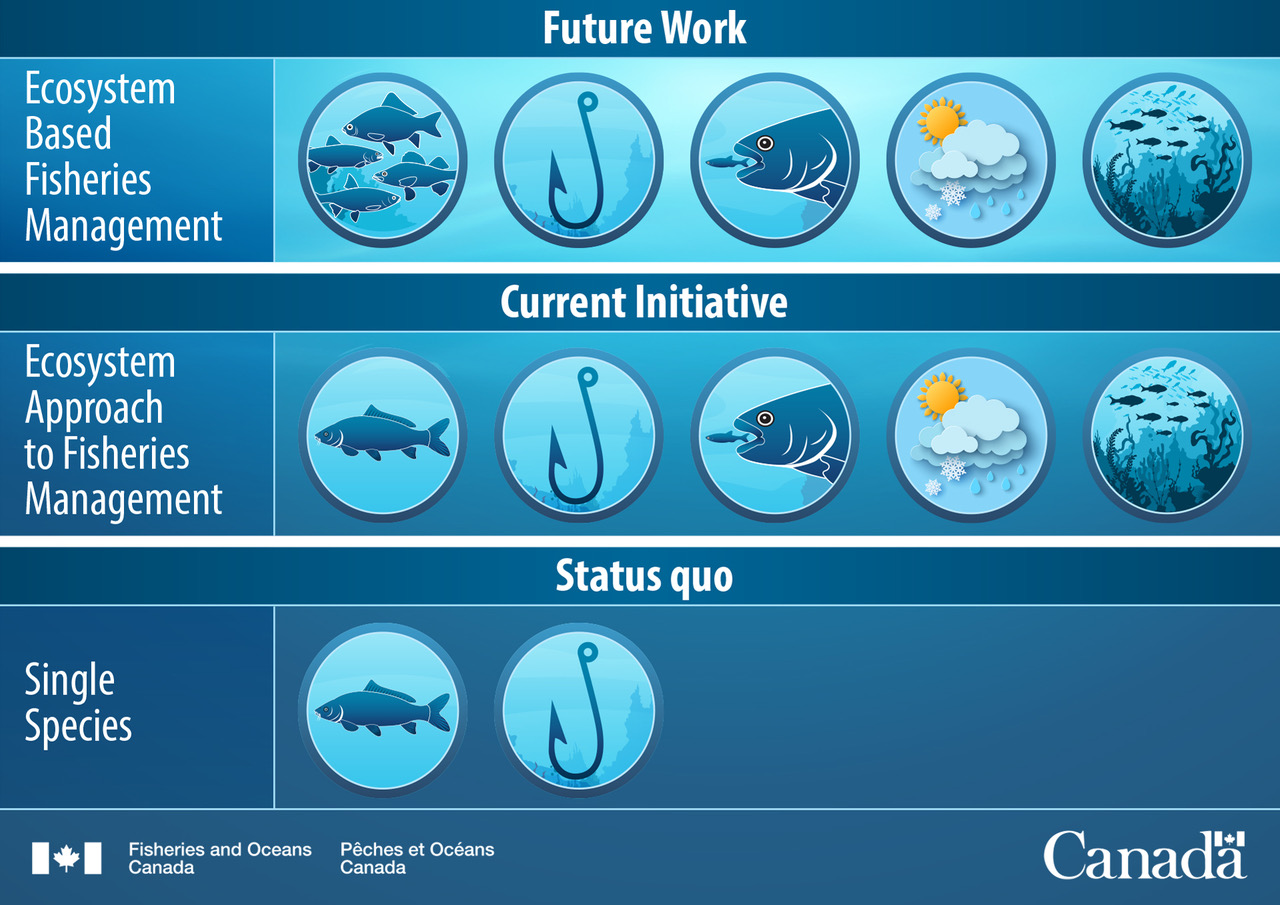 Future Work
Ecosystem
Based
Fisheries
Management
Current Initiative
Ecosystem
Approach
to Fisheries
Management
Status quo
Single
Species
Fisheries and Oceans
Canada
Pêches et Océans
Canada
Canada